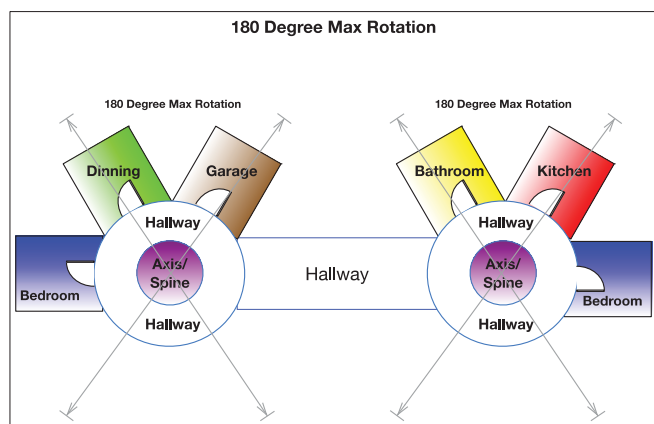 180 Degree Max Rotation
180 Degree Max Rotation
180 Degree Max Rotation
Dinning
Garage
Bathroom
Kitchen
Hallway
Hallway
Axis/
Spine
Hallway
Axis/
Spine
Bedroom
Bedroom
Hallway
Hallway